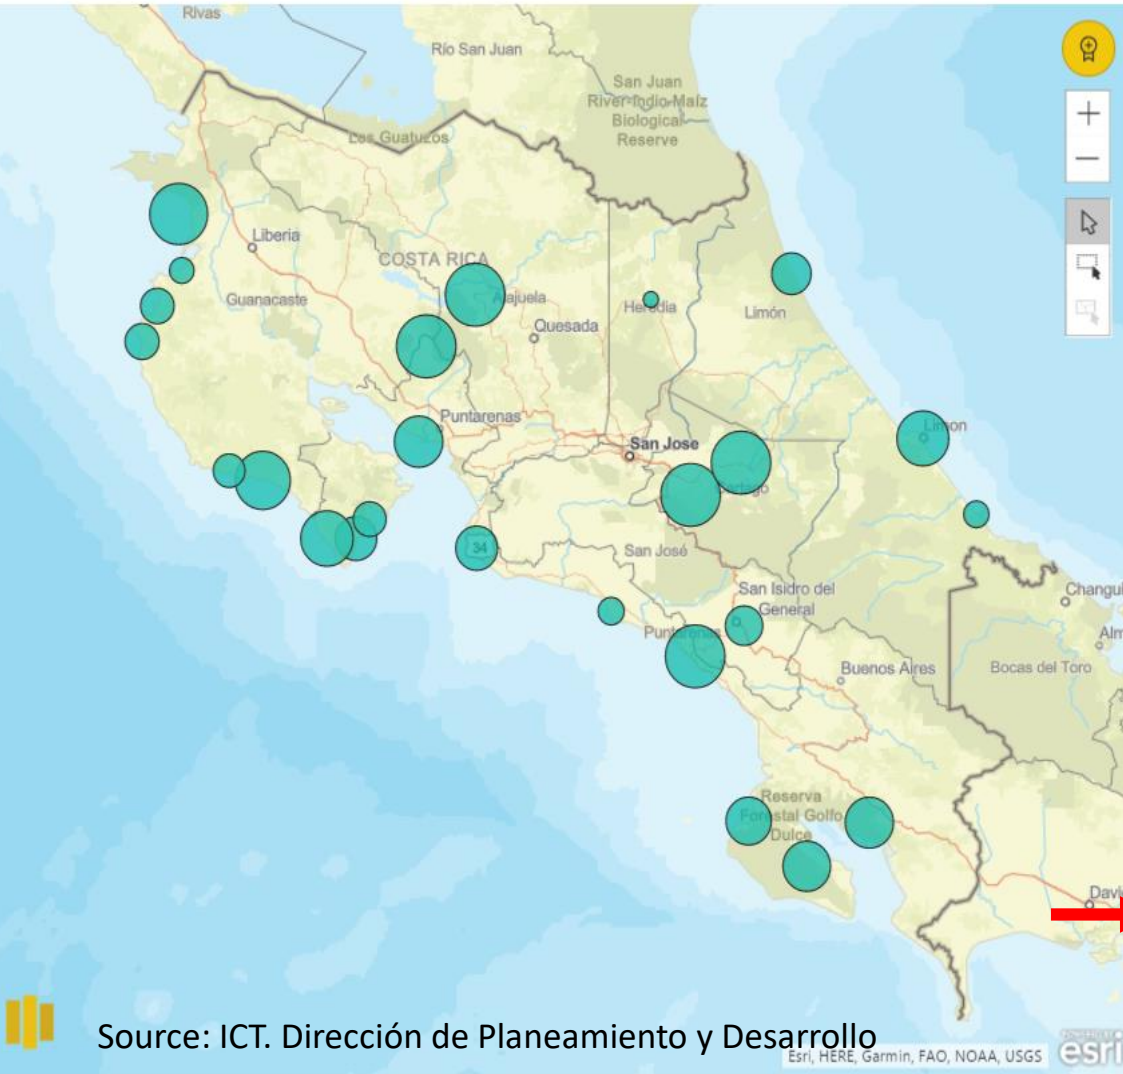 Rivas
Río San Juan
San Juan
River-Indio-Maíz
Biological
Reserve
Los Guatuzos
Liberia
COSTA RICA
Guanacaste
Alajuela
Heredia
Limón
Quesada
Puntarenas
San Jose
Limon
Cartago
34
San José
San Isidro del
General
Puntarenas
Buenos Aires
Bocas del Toro
Reserva
Forestal Golfo
Dulce
Source: ICT. Dirección de Planeamiento y Desarrollo
Esri, HERE, Garmin, FAO, NOAA, USGS
esri